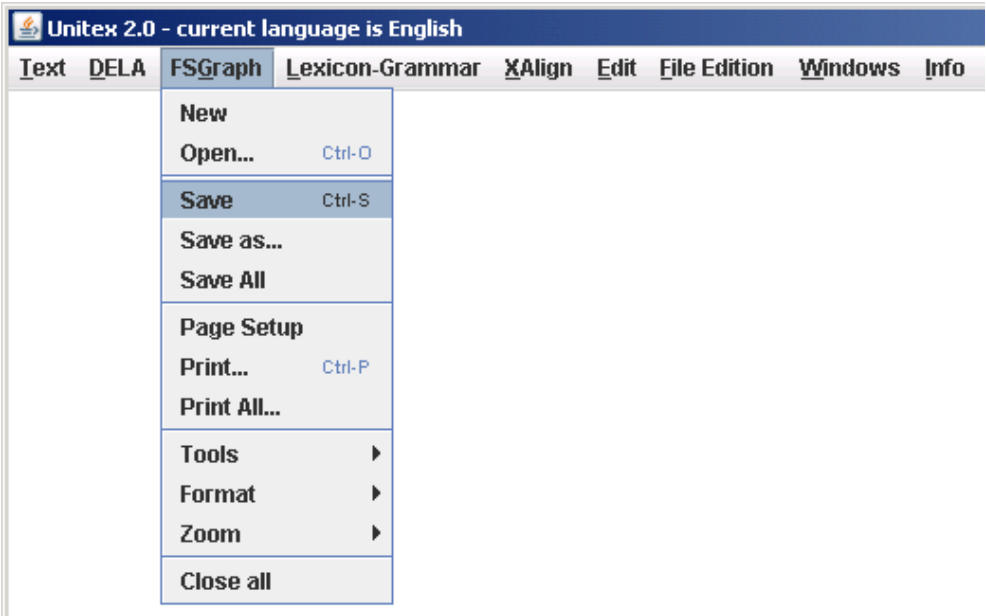 Unitex 2.0 - current language is English
Text DELA FSGraph Lexicon-Grammar XAlign Edit File Edition Windows Info
New
Open... Ctrl-O
Save Ctrl-S
Save as...
Save All
Page Setup
Print... Ctrl-P
Print All...
Tools
Format
Zoom
Close all